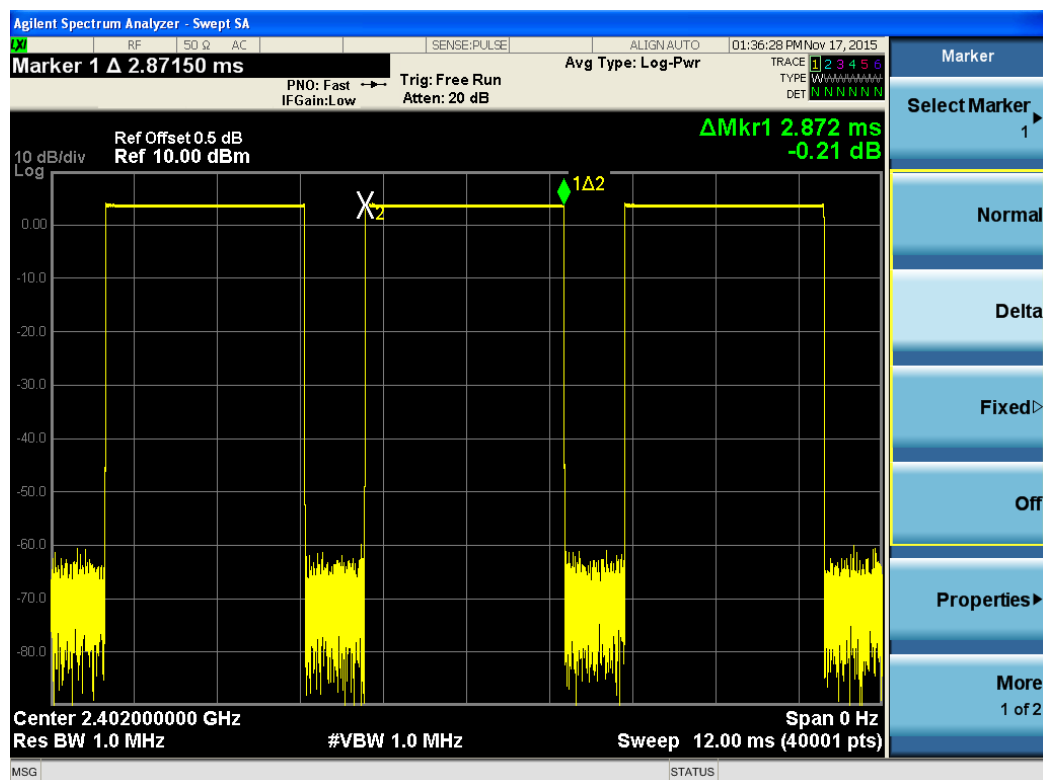 Agilent Spectrum Analyzer - Swept SA
LXI RF 50 Ω AC SENSE:PULSE ALIGN AUTO 01:36:28 PM Nov 17, 2015
Marker 1 Δ 2.87150 ms
PNO: Fast
IFGain:Low
Trig: Free Run
Atten: 20 dB
Avg Type: Log-Pwr
TRACE 1 2 3 4 5 6
TYPE WWWWWWW
DET N N N N N N
ΔMkr1 2.872 ms
-0.21 dB
Ref Offset 0.5 dB
10 dB/div Ref 10.00 dBm
Log
1Δ2
X2
0.00
-10.0
-20.0
-30.0
-40.0
-50.0
-60.0
-70.0
-80.0
Center 2.402000000 GHz Span 0 Hz
Res BW 1.0 MHz #VBW 1.0 MHz Sweep 12.00 ms (40001 pts)
MSG STATUS
Marker
Select Marker
1
Normal
Delta
Fixed
Off
Properties
More
1 of 2